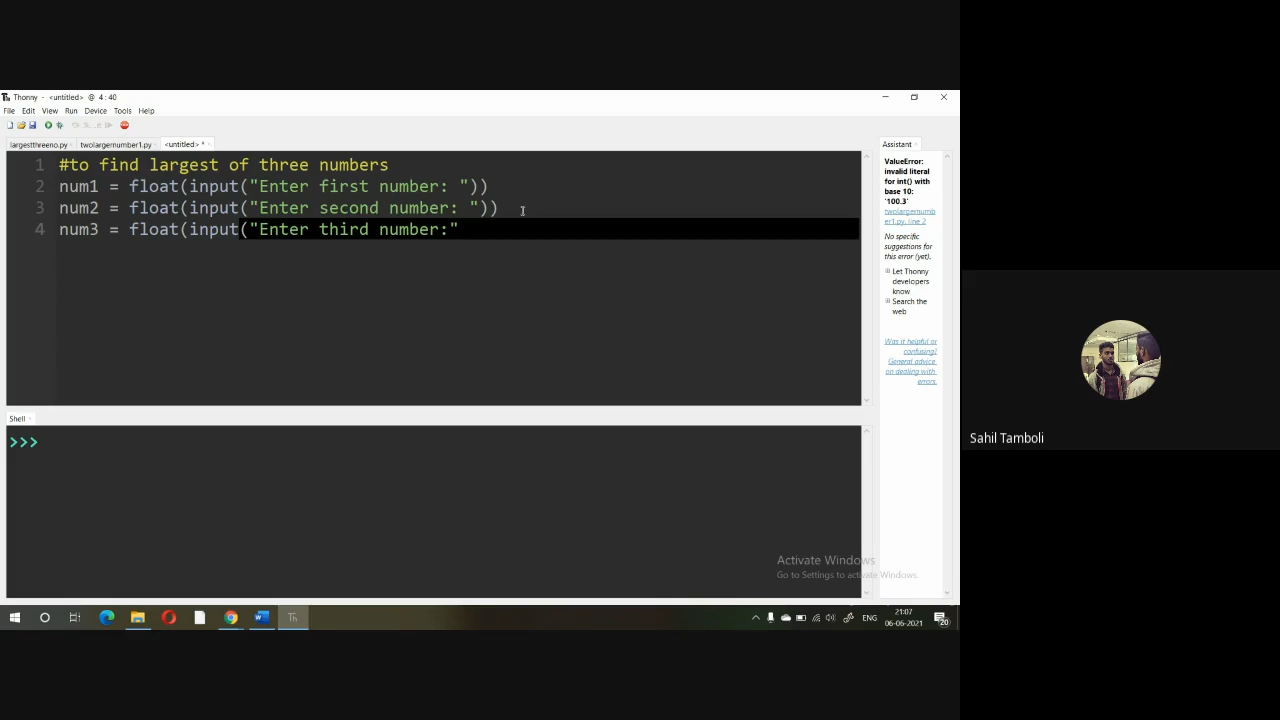 Thonny - <untitled> @ 4:40
File Edit View Run Device Tools Help
largestthreeno.py × twolargernumber1.py × <untitled> * ×
1 #to find largest of three numbers
2 num1 = float(input("Enter first number: "))
3 num2 = float(input("Enter second number: "))
4 num3 = float(input("Enter third number:"
Assistant ×
ValueError:
invalid literal
for int() with
base 10:
'100.3'
twolargernumb
er1.py, line 2
No specific
suggestions for
this error (yet).
Let Thonny
developers
know
Search the
web
Was it helpful or
confusing?
General advice
on dealing with
errors.
Shell ×
>>>
Activate Windows
Go to Settings to activate Windows.
Sahil Tamboli
Th
ENG
21:07
06-06-2021
20